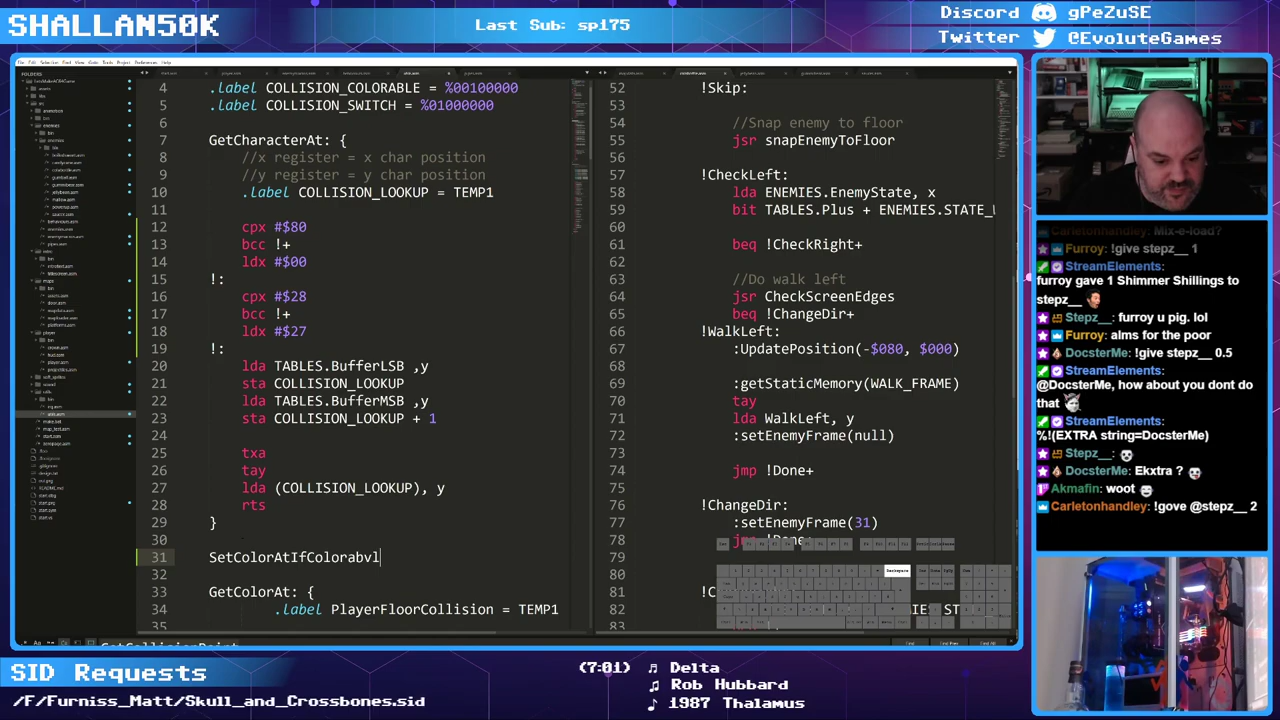 SHALLAN50K
Last Sub: sp175
Discord gPeZuSE
Twitter @EvoluteGames
FOLDERS
4 .label COLLISION_COLORABLE = %00100000
5 .label COLLISION_SWITCH = %01000000
6
7 GetCharacterAt: {
8 //x register = x char position
9 //y register = y char position
10 .label COLLISION_LOOKUP = TEMP1
11
12 cpx #$80
13 bcc !+
14 ldx #$00
15 !:
16 cpx #$28
17 bcc !+
18 ldx #$27
19 !:
20 lda TABLES.BufferLSB ,y
21 sta COLLISION_LOOKUP
22 lda TABLES.BufferMSB ,y
23 sta COLLISION_LOOKUP + 1
24
25 txa
26 tay
27 lda (COLLISION_LOOKUP), y
28 rts
29 }
30
31 SetColorAtIfColorabvl
32
33 GetColorAt: {
34 .label PlayerFloorCollision = TEMP1
35
52 !Skip:
53
54 //Snap enemy to floor
55 jsr snapEnemyToFloor
56
57 !CheckLeft:
58 lda ENEMIES.EnemyState, x
59 bit TABLES.Plus + ENEMIES.STATE_
60
61 beq !CheckRight+
62
63 //Do walk left
64 jsr CheckScreenEdges
65 beq !ChangeDir+
66 !WalkLeft:
67 :UpdatePosition(-$080, $000)
68
69 :getStaticMemory(WALK_FRAME)
70 tay
71 lda WalkLeft, y
72 :setEnemyFrame(null)
73
74 jmp !Done+
75
76 !ChangeDir:
77 :setEnemyFrame(31)
78
79
80
81
82
83
Carletonhandley: Mix-e-load?
Furroy: !give stepz__ 1
StreamElements:
furroy gave 1 Shimmer Shillings to
stepz__
Stepz__: furroy u pig. lol
Furroy: alms for the poor
DocsterMe: !give stepz__ 0.5
StreamElements:
@DocsterMe, how about you dont do
that
StreamElements:
%!(EXTRA string=DocsterMe)
Stepz__:
DocsterMe: Ekxtra ?
Akmafin: woot
Carletonhandley: !gove @stepz__ 2
SID Requests
/F/Furniss_Matt/Skull_and_Crossbones.sid
(7:01) Delta
Rob Hubbard
1987 Thalamus